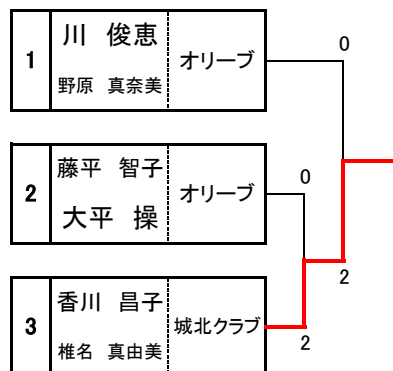 1 川 俊恵 オリーブ 0
野原 真奈美
2 藤平 智子 オリーブ 0
大平 操
2
3 香川 昌子 城北クラブ 2
椎名 真由美